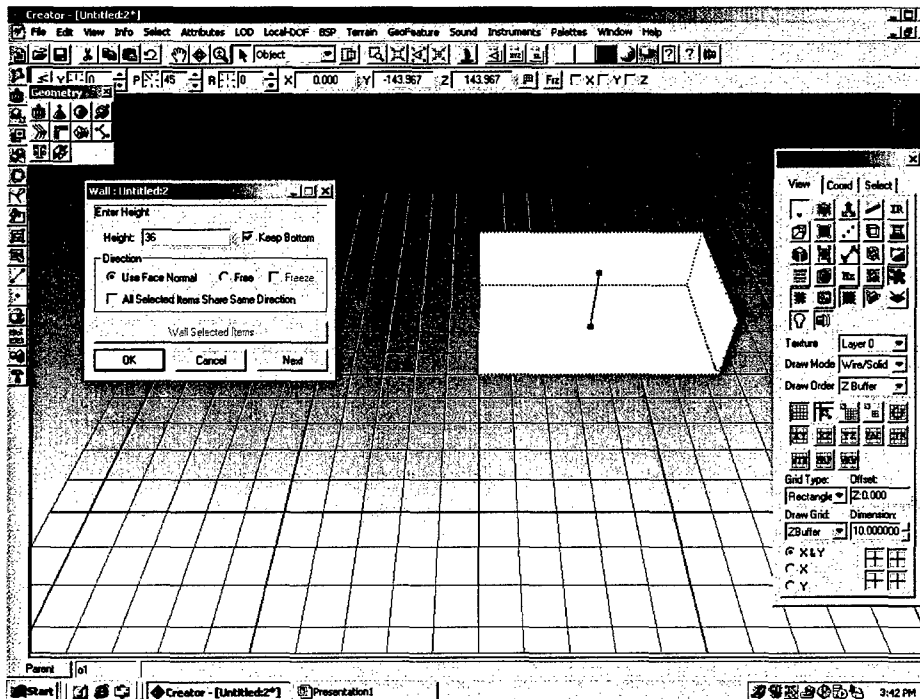 Creator - [Untitled:2*]
File Edit View Info Select Attributes LOD Local-DOF BSP Terrain GeoFeature Sound Instruments Palettes Window Help
Object
Y 0 P 45 R 0 X 0.000 Y -143.967 Z 143.967 Frz X Y Z
Geometry
Wall : Untitled:2
Enter Height
Height: 36 Keep Bottom
Direction
Use Face Normal Free Freeze
All Selected Items Share Same Direction
Wall Selected Items
OK Cancel Next
View Coord Select
Texture Layer 0
Draw Mode Wire/Solid
Draw Order Z Buffer
Grid Type: Offset:
Rectangle Z:0.000
Draw Grid: Dimension:
ZBuffer 10.000000
X & Y
X
Y
Parent o1
Start Creator - [Untitled:2*] Presentation1 3:42 PM